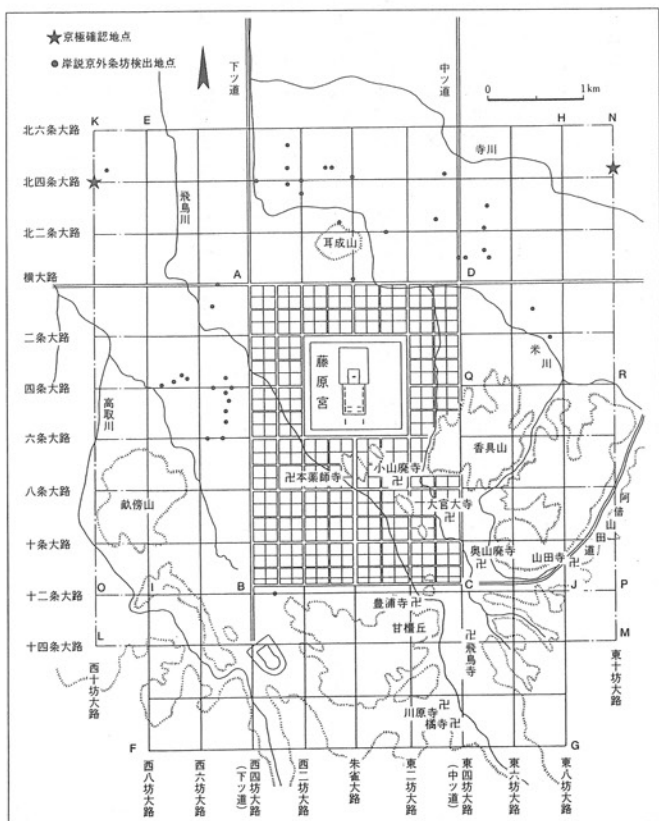 ★京極確認地点
●岸説京外条坊検出地点
下ツ道
中ツ道
0 1km
K E H N
北六条大路
寺川
北四条大路
飛鳥川
北二条大路
耳成山
横大路
A D
二条大路
米川
藤原宮
Q R
四条大路
高取川
六条大路
香具山
小山廃寺卍
卍本薬師寺
八条大路
畝傍山
大官大寺
卍
阿倍山田道
十条大路
奥山廃寺
卍
山田寺
卍
O I B C J P
十二条大路
豊浦寺卍
甘橿丘
L M
十四条大路
卍飛鳥寺
西十坊大路
東十坊大路
川原寺卍
橘寺卍
F G
西八坊大路
西六坊大路
西四坊大路
(下ツ道)
西二坊大路
朱雀大路
東二坊大路
東四坊大路
(中ツ道)
東六坊大路
東八坊大路